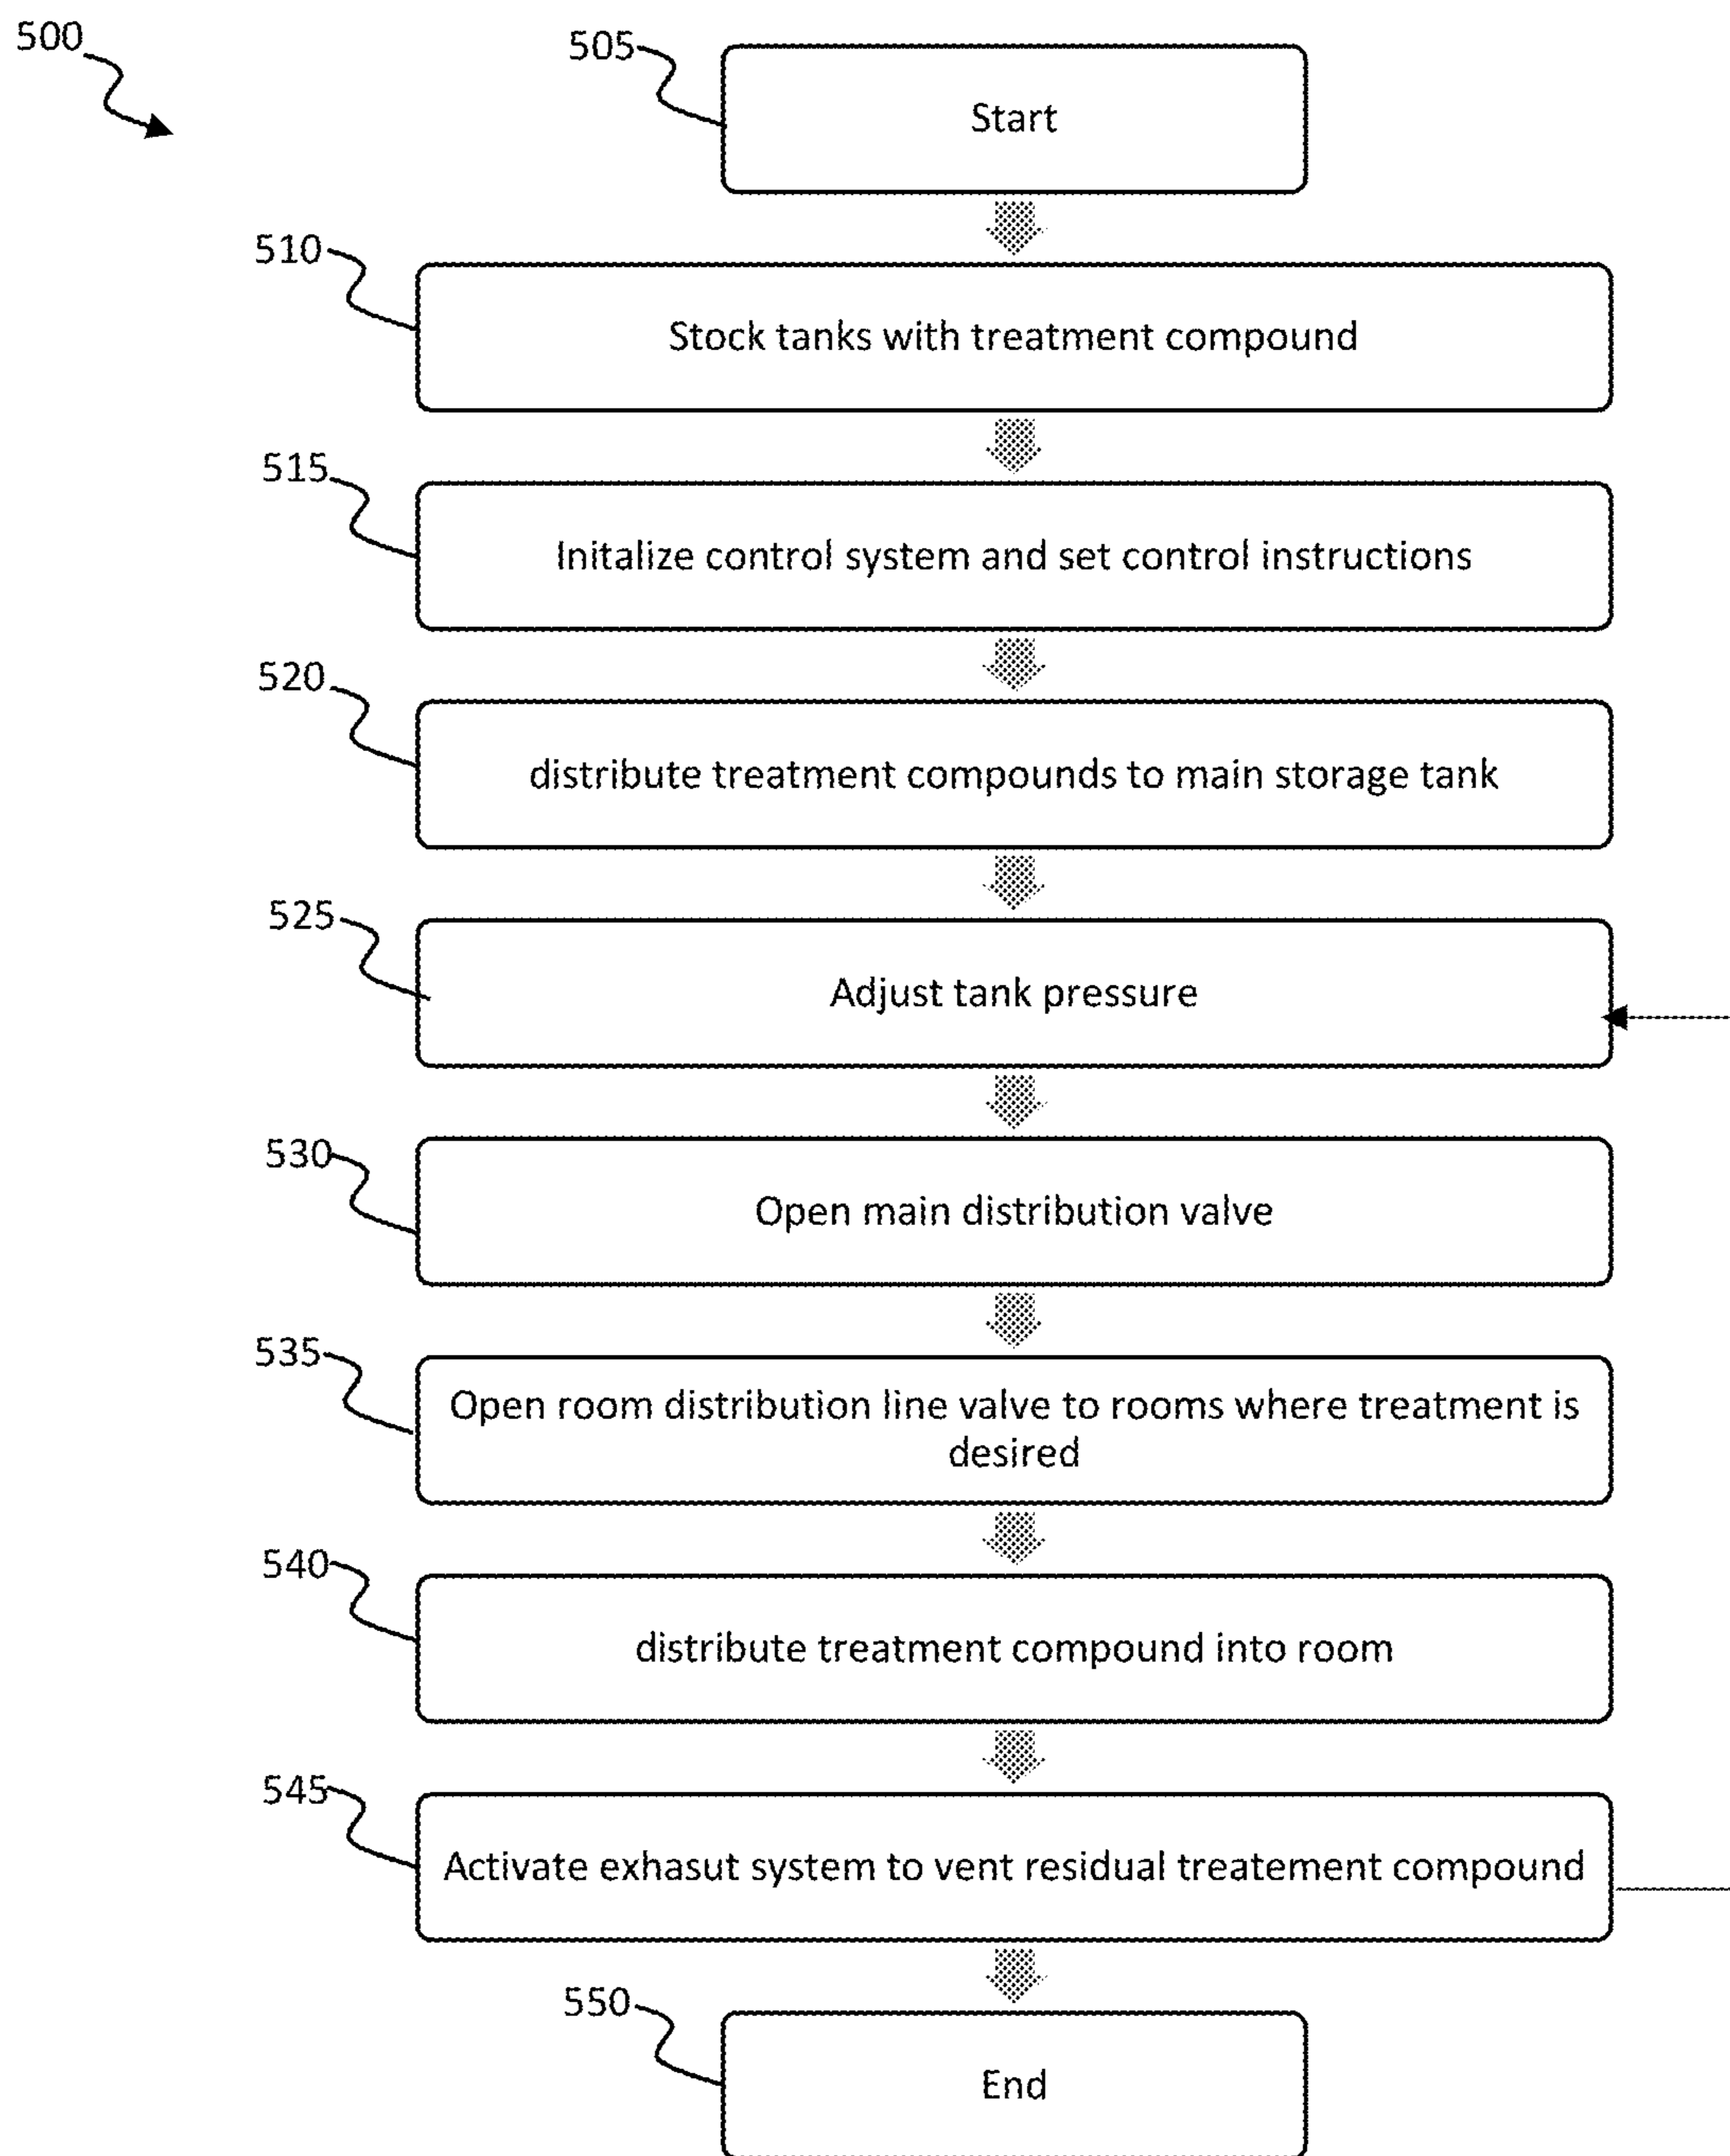 500
505
Start
510
Stock tanks with treatment compound
515
Initalize control system and set control instructions
520
distribute treatment compounds to main storage tank
525
Adjust tank pressure
530
Open main distribution valve
535
Open room distribution line valve to rooms where treatment is
desired
540
distribute treatment compound into room
545
Activate exhasut system to vent residual treatement compound
550
End